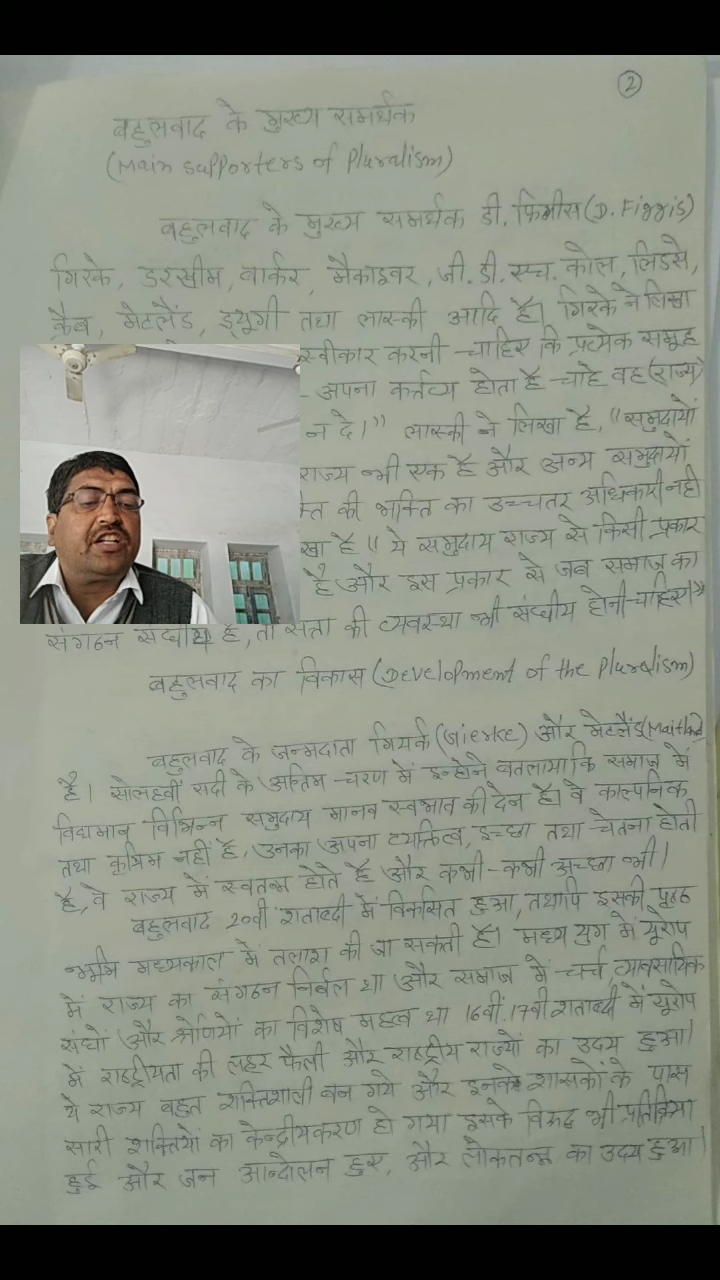 ②
बहुलवाद के मुख्य समर्थक
(Main supporters of Pluralism)
बहुलवाद के मुख्य समर्थक डी. फिगीस (D. Figgis)
गिरके, डरखीम, वार्कर, मैकाइवर, जी. डी. एच. कोल, लिंडसे,
क्रैब, मेटलैंड, ड्यूगी तथा लास्की आदि है। गिरके ने लिखा
स्वीकार करनी चाहिए कि प्रत्येक समूह
अपना कर्तव्य होता है चाहे वह (राज्य)
न दे।" लास्की ने लिखा है, "समुदायों
राज्य भी एक है और अन्य समुदायों
की भक्ति का उच्चतर अधिकारी नही
खा है "ये समुदाय राज्य से किसी प्रकार
है और इस प्रकार से जब समाज का
संगठन संघीय है, तो सत्ता की व्यवस्था भी संघीय होनी चाहिए।"
बहुलवाद का विकास (Development of the Pluralism)
बहुलवाद के जन्मदाता गियर्क (Gierke) और मेटलैंड (Maitland)
है। सोलहवीं सदी के अन्तिम चरण में इन्होने बतलाया कि समाज में
विद्यमान विभिन्न समुदाय मानव स्वभाव की देन है। वे काल्पनिक
तथा कृत्रिम नहीं है, उनका अपना व्यक्तित्व, इच्छा तथा चेतना होती
है, वे राज्य में स्वतन्त्र होते है और कभी-कभी अच्छा भी।
बहुलवाद 20वीं शताब्दी में विकसित हुआ, तथापि इसकी पृष्ठ
भूमि मध्यकाल में तलाश की जा सकती है। मध्य युग में यूरोप
में राज्य का संगठन निर्बल था और समाज में चर्च व्यावसायिक
संघों और श्रेणियों का विशेष महत्व था 16वीं. 17वीं शताब्दी में यूरोप
में राष्ट्रीयता की लहर फैली और राष्ट्रीय राज्यों का उदय हुआ।
ये राज्य बहुत शक्तिशाली बन गये और इनके शासकों के पास
सारी शक्तियों का केन्द्रीयकरण हो गया इसके विरुद्ध भी प्रतिक्रिया
हुई और जन आन्दोलन हुए, और लोकतन्त्र का उदय हुआ।